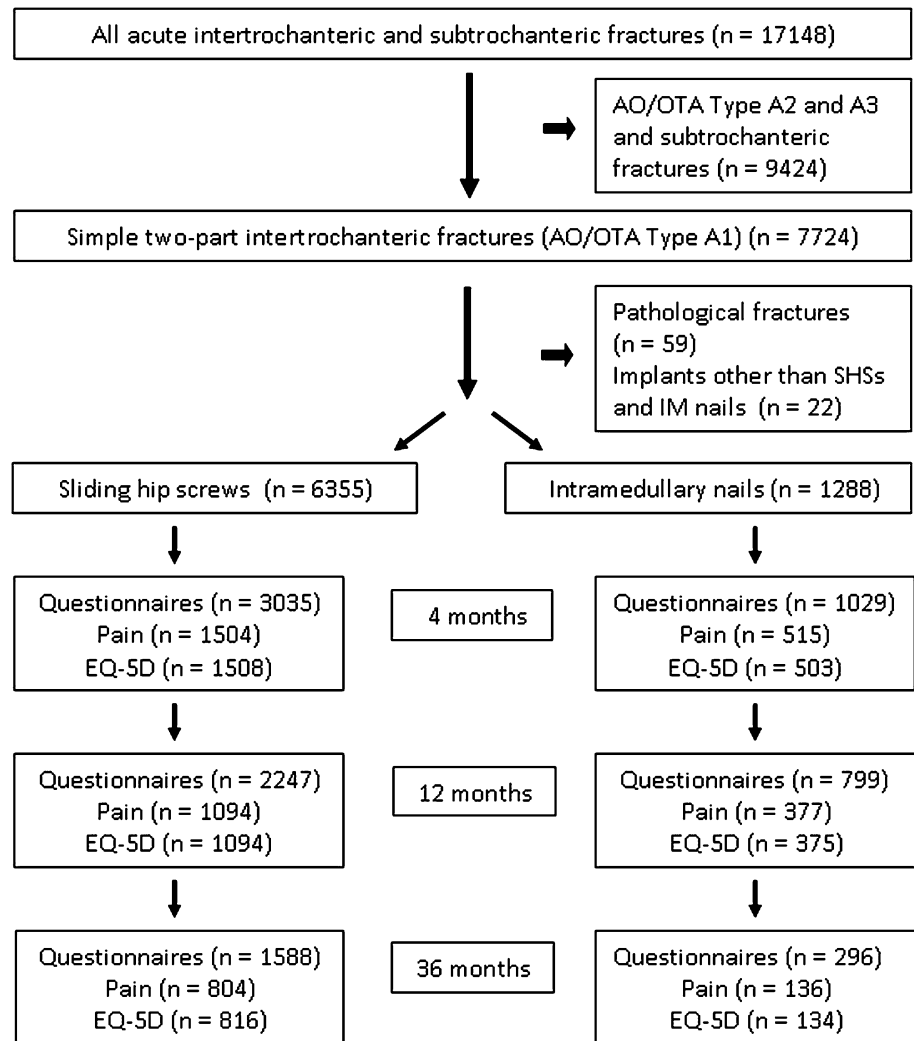 All acute intertrochanteric and subtrochanteric fractures (n = 17148)
AO/OTA Type A2 and A3
and subtrochanteric
fractures (n = 9424)
Simple two-part intertrochanteric fractures (AO/OTA Type A1) (n = 7724)
Pathological fractures
(n = 59)
Implants other than SHSs
and IM nails (n = 22)
Sliding hip screws (n = 6355)
Intramedullary nails (n = 1288)
Questionnaires (n = 3035)
Pain (n = 1504)
EQ-5D (n = 1508)
4 months
Questionnaires (n = 1029)
Pain (n = 515)
EQ-5D (n = 503)
Questionnaires (n = 2247)
Pain (n = 1094)
EQ-5D (n = 1094)
12 months
Questionnaires (n = 799)
Pain (n = 377)
EQ-5D (n = 375)
Questionnaires (n = 1588)
Pain (n = 804)
EQ-5D (n = 816)
36 months
Questionnaires (n = 296)
Pain (n = 136)
EQ-5D (n = 134)